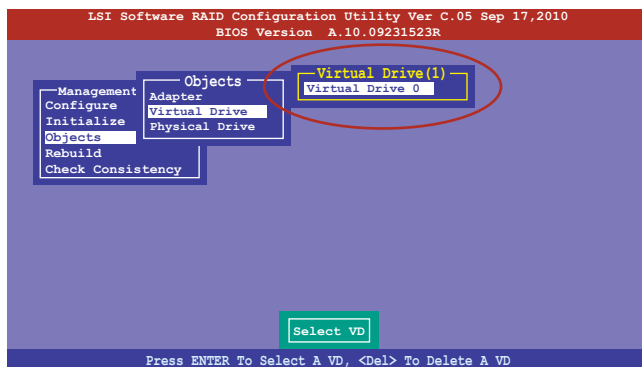 LSI Software RAID Configuration Utility Ver C.05 Sep 17,2010
BIOS Version A.10.09231523R
Management
Configure
Initialize
Objects
Rebuild
Check Consistency
Objects
Adapter
Virtual Drive
Physical Drive
Virtual Drive(1)
Virtual Drive 0
Select VD
Press ENTER To Select A VD, <Del> To Delete A VD